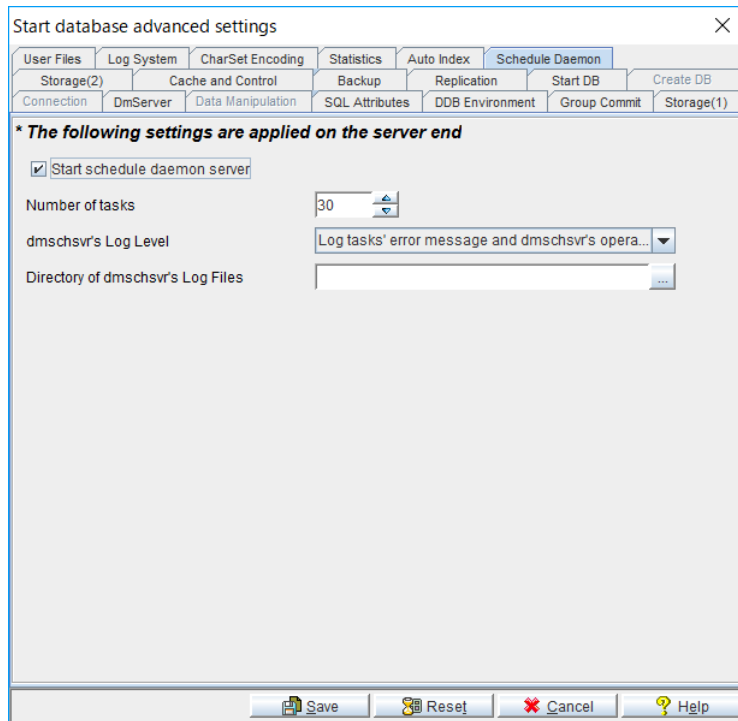 Start database advanced settings
User Files Log System CharSet Encoding Statistics Auto Index Schedule Daemon
Storage(2) Cache and Control Backup Replication Start DB Create DB
Connection DmServer Data Manipulation SQL Attributes DDB Environment Group Commit Storage(1)
* The following settings are applied on the server end
Start schedule daemon server
Number of tasks 30
dmschsvr's Log Level Log tasks' error message and dmschsvr's opera...
Directory of dmschsvr's Log Files ...
Save Reset Cancel Help